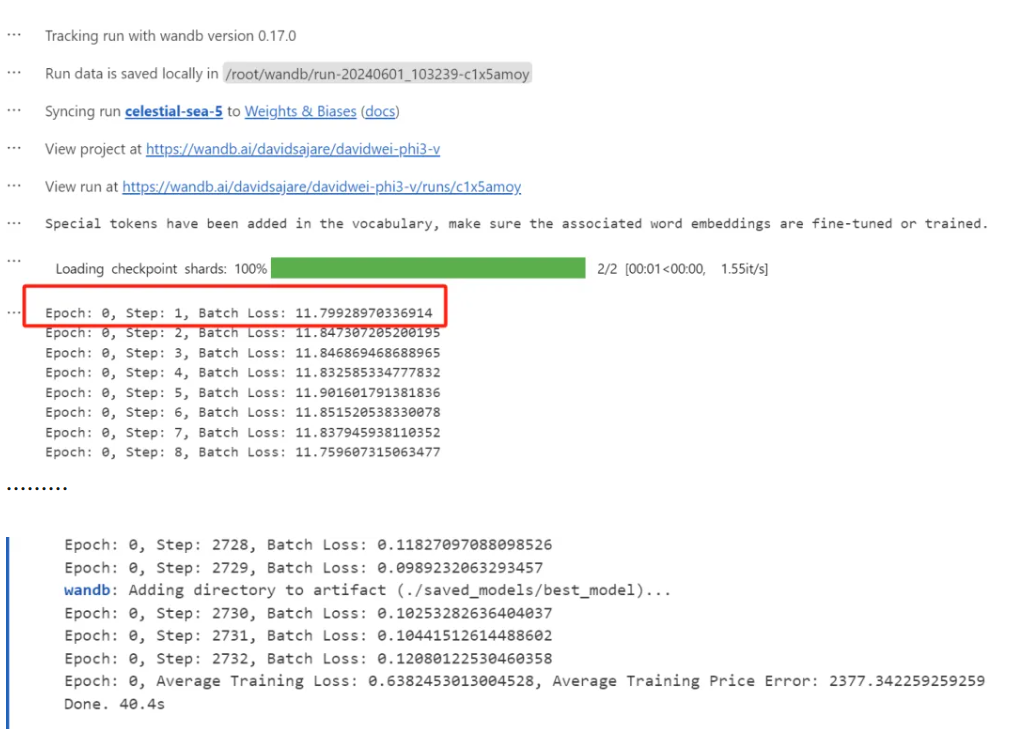 ... Tracking run with wandb version 0.17.0
... Run data is saved locally in /root/wandb/run-20240601_103239-c1x5amoy
... Syncing run celestial-sea-5 to Weights & Biases (docs)
... View project at https://wandb.ai/davidsajare/davidwei-phi3-v
... View run at https://wandb.ai/davidsajare/davidwei-phi3-v/runs/c1x5amoy
... Special tokens have been added in the vocabulary, make sure the associated word embeddings are fine-tuned or trained.
... Loading checkpoint shards: 100% 2/2 [00:01<00:00, 1.55it/s]
... Epoch: 0, Step: 1, Batch Loss: 11.79928970336914
Epoch: 0, Step: 2, Batch Loss: 11.847307205200195
Epoch: 0, Step: 3, Batch Loss: 11.846869468688965
Epoch: 0, Step: 4, Batch Loss: 11.832585334777832
Epoch: 0, Step: 5, Batch Loss: 11.901601791381836
Epoch: 0, Step: 6, Batch Loss: 11.851520538330078
Epoch: 0, Step: 7, Batch Loss: 11.837945938110352
Epoch: 0, Step: 8, Batch Loss: 11.759607315063477
.........
Epoch: 0, Step: 2728, Batch Loss: 0.11827097088098526
Epoch: 0, Step: 2729, Batch Loss: 0.0989232063293457
wandb: Adding directory to artifact (./saved_models/best_model)...
Epoch: 0, Step: 2730, Batch Loss: 0.10253282636404037
Epoch: 0, Step: 2731, Batch Loss: 0.10441512614488602
Epoch: 0, Step: 2732, Batch Loss: 0.12080122530460358
Epoch: 0, Average Training Loss: 0.6382453013004528, Average Training Price Error: 2377.342259259259
Done. 40.4s